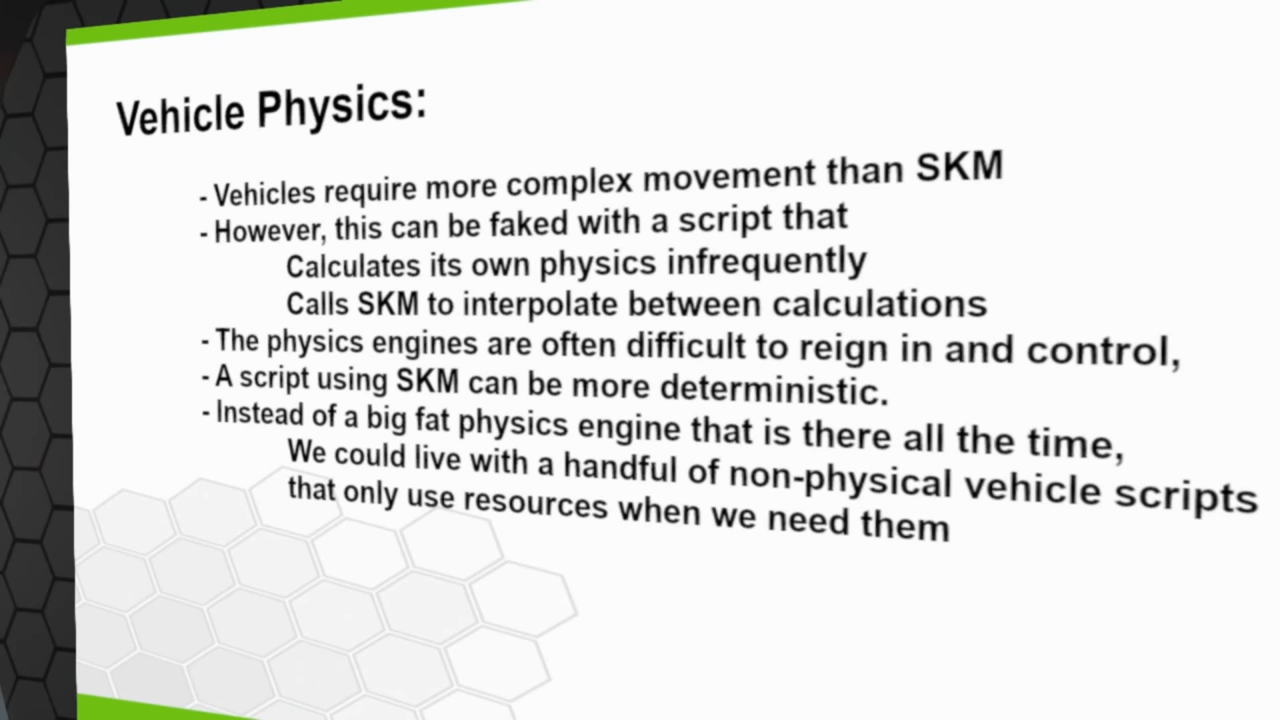 Vehicle Physics:
- Vehicles require more complex movement than SKM
- However, this can be faked with a script that
Calculates its own physics infrequently
Calls SKM to interpolate between calculations
- The physics engines are often difficult to reign in and control,
- A script using SKM can be more deterministic.
- Instead of a big fat physics engine that is there all the time,
We could live with a handful of non-physical vehicle scripts
that only use resources when we need them